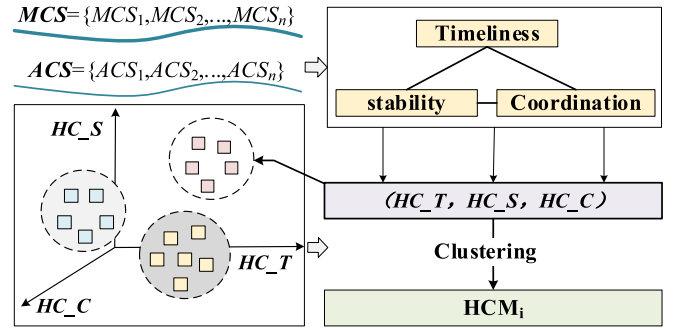 MCS={MCS₁,MCS₂,...,MCSₙ}
ACS={ACS₁,ACS₂,...,ACSₙ}
Timeliness
stability
Coordination
HC_S
HC_T
HC_C
（HC_T，HC_S，HC_C）
Clustering
HCMᵢ